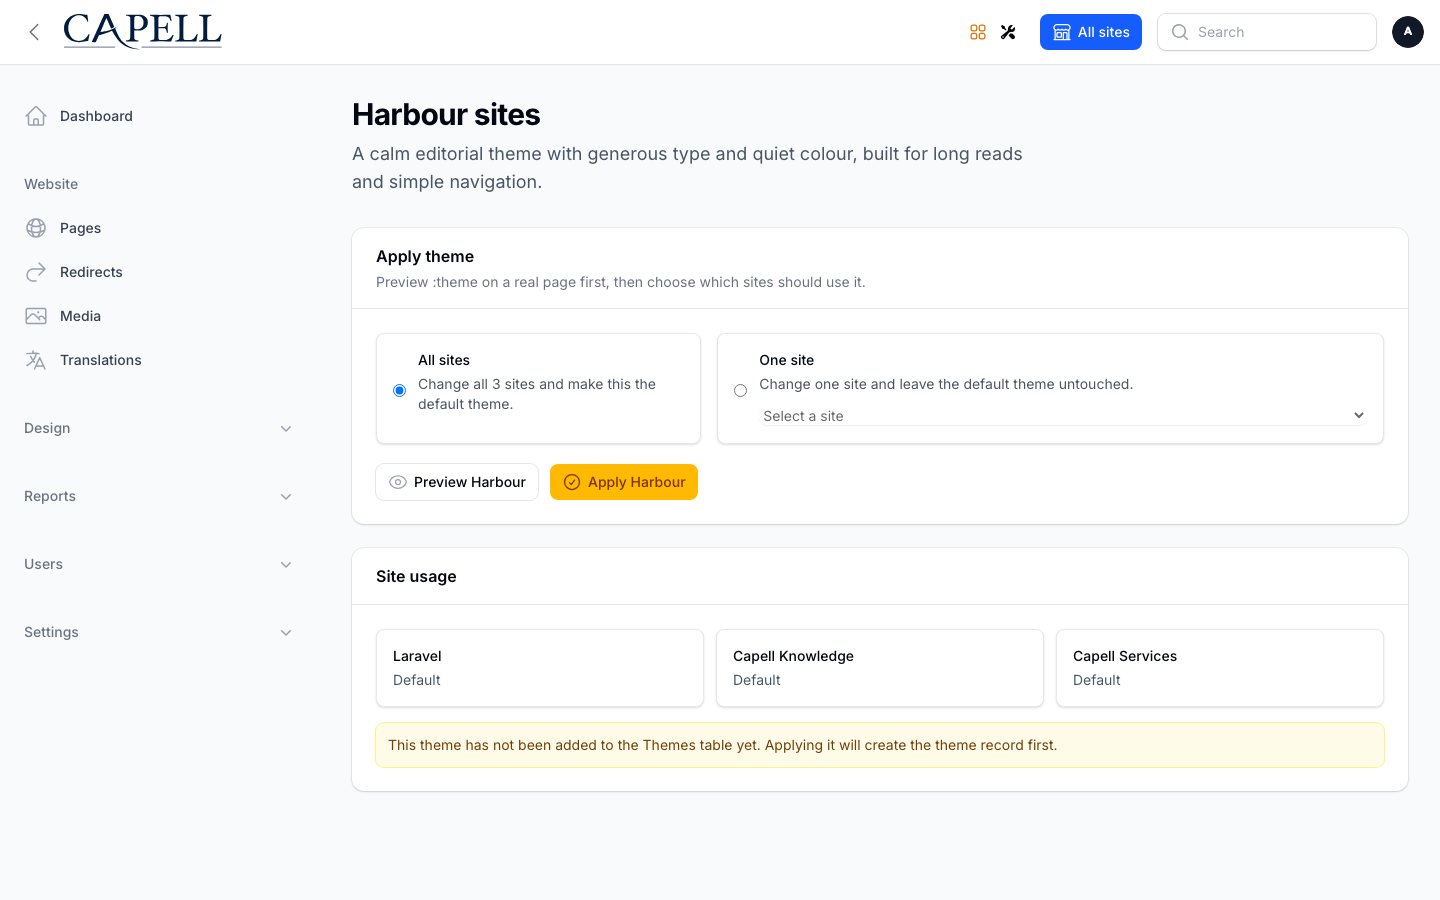 CAPELL
All sites
Search
A
Dashboard
Website
Pages
Redirects
Media
Translations
Design
Reports
Users
Settings
Harbour sites
A calm editorial theme with generous type and quiet colour, built for long reads
and simple navigation.
Apply theme
Preview :theme on a real page first, then choose which sites should use it.
All sites
Change all 3 sites and make this the
default theme.
One site
Change one site and leave the default theme untouched.
Select a site
Preview Harbour
Apply Harbour
Site usage
Laravel
Default
Capell Knowledge
Default
Capell Services
Default
This theme has not been added to the Themes table yet. Applying it will create the theme record first.